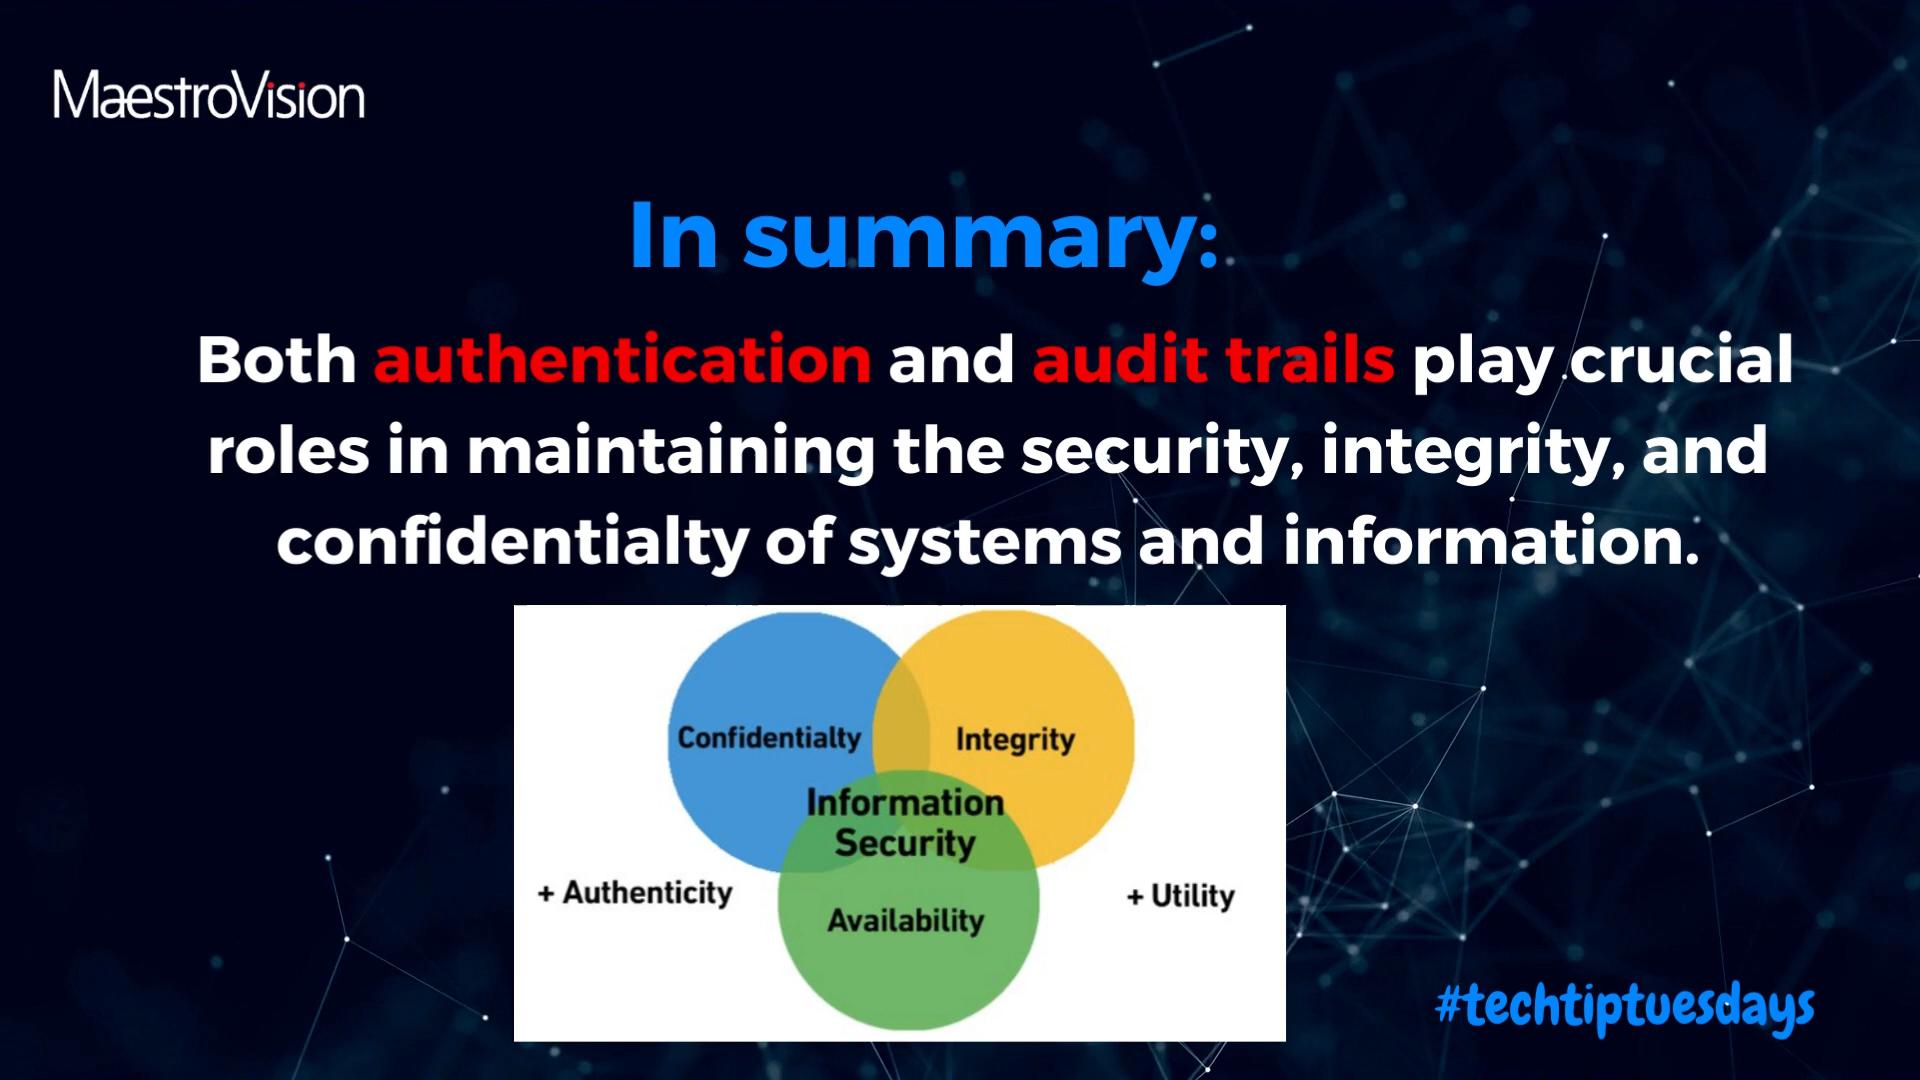 MaestroVision
In summary:
Both authentication and audit trails play crucial
roles in maintaining the security, integrity, and
confidentialty of systems and information.
Confidentialty
Integrity
Information
Security
+ Authenticity
Availability
+ Utility
#techtiptuesdays